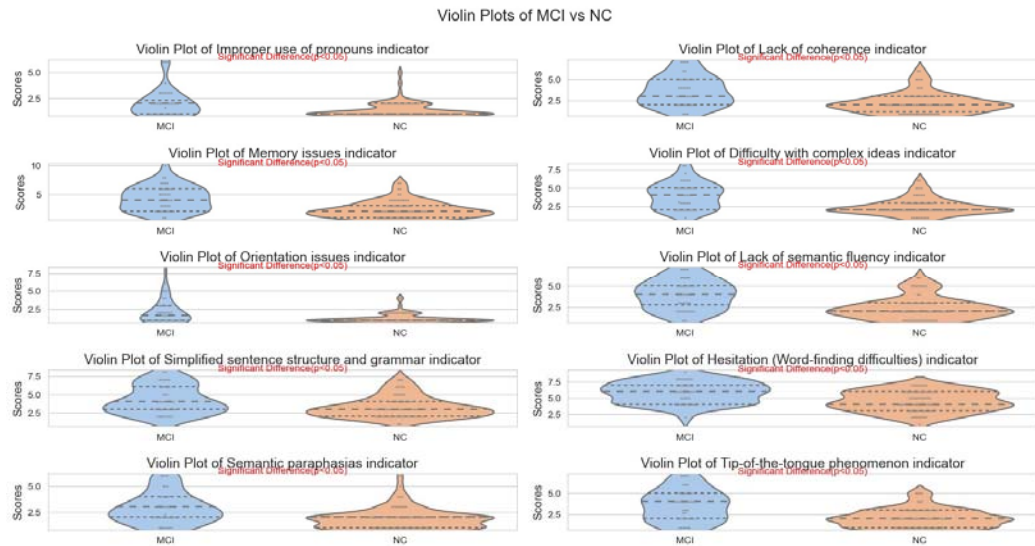 Violin Plots of MCI vs NC
Violin Plot of Improper use of pronouns indicator
Significant Difference(p<0.05)
Scores
5.0
2.5
MCI
NC
Violin Plot of Lack of coherence indicator
Significant Difference(p<0.05)
Scores
5.0
2.5
MCI
NC
Violin Plot of Memory issues indicator
Significant Difference(p<0.05)
Scores
10
5
MCI
NC
Violin Plot of Difficulty with complex ideas indicator
Significant Difference(p<0.05)
Scores
7.5
5.0
2.5
MCI
NC
Violin Plot of Orientation issues indicator
Significant Difference(p<0.05)
Scores
7.5
5.0
2.5
MCI
NC
Violin Plot of Lack of semantic fluency indicator
Significant Difference(p<0.05)
Scores
5.0
2.5
MCI
NC
Violin Plot of Simplified sentence structure and grammar indicator
Significant Difference(p<0.05)
Scores
7.5
5.0
2.5
MCI
NC
Violin Plot of Hesitation (Word-finding difficulties) indicator
Significant Difference(p<0.05)
Scores
7.5
5.0
2.5
MCI
NC
Violin Plot of Semantic paraphasias indicator
Significant Difference(p<0.05)
Scores
5.0
2.5
MCI
NC
Violin Plot of Tip-of-the-tongue phenomenon indicator
Significant Difference(p<0.05)
Scores
5.0
2.5
MCI
NC